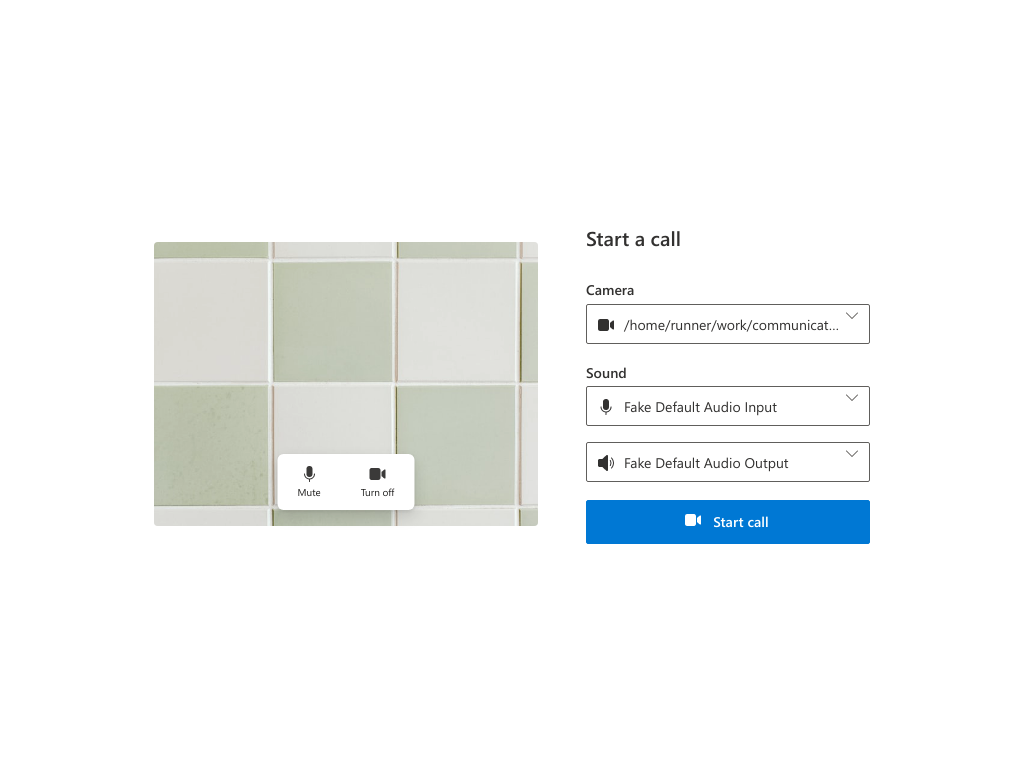 Start a call
Camera
/home/runner/work/communicat...
Sound
Fake Default Audio Input
Fake Default Audio Output
Start call
Mute
Turn off